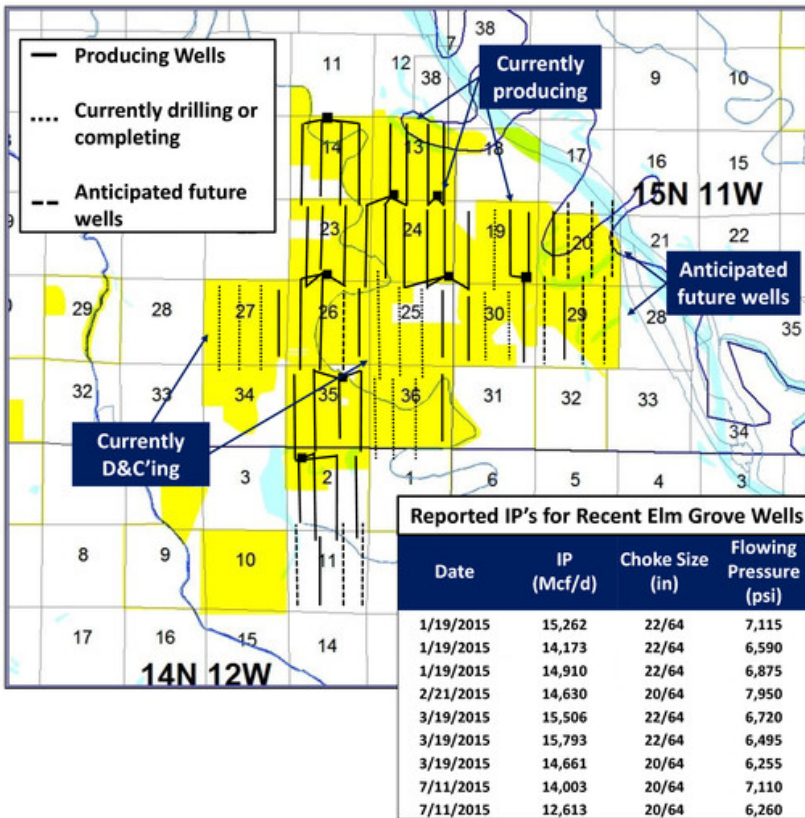 Producing Wells
Currently drilling or
completing
Anticipated future
wells
Currently
producing
Anticipated
future wells
Currently
D&C'ing
38
11 12 7 38 9 10
14 13 18 17 16 15
15N 11W
23 24 19 20 21 22
29 28 27 26 25 30 29 28 35
32 33 34 35 36 31 32 33 34
3 2 1 6 5 4 3
8 9 10 11
17 16 15 14
14N 12W
Reported IP's for Recent Elm Grove Wells
Date IP (Mcf/d) Choke Size (in) Flowing Pressure (psi)
1/19/2015 15,262 22/64 7,115
1/19/2015 14,173 22/64 6,590
1/19/2015 14,910 22/64 6,875
2/21/2015 14,630 20/64 7,950
3/19/2015 15,506 22/64 6,720
3/19/2015 15,793 22/64 6,495
3/19/2015 14,661 20/64 6,255
7/11/2015 14,003 20/64 7,110
7/11/2015 12,613 20/64 6,260